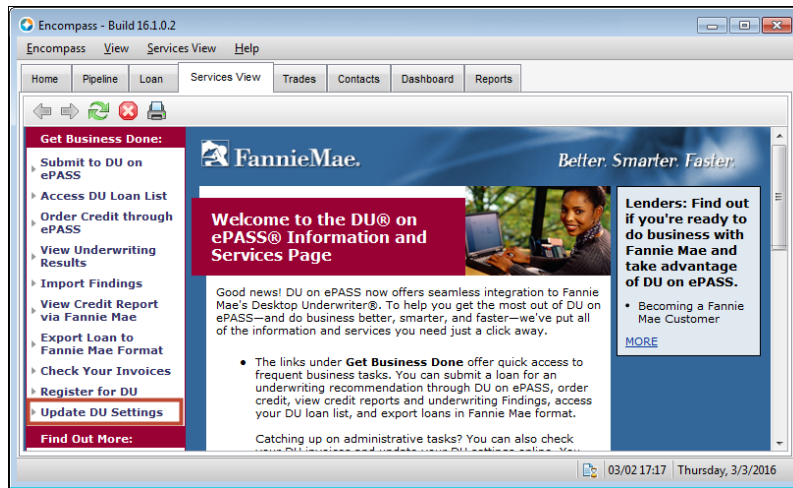 Encompass - Build 16.1.0.2
Encompass View Services View Help
Home Pipeline Loan Services View Trades Contacts Dashboard Reports
Get Business Done:
Submit to DU on
ePASS
Access DU Loan List
Order Credit through
ePASS
View Underwriting
Results
Import Findings
View Credit Report
via Fannie Mae
Export Loan to
Fannie Mae Format
Check Your Invoices
Register for DU
Update DU Settings
Find Out More:
FannieMae.
Better. Smarter. Faster.
Welcome to the DU® on
ePASS® Information and
Services Page
Good news! DU on ePASS now offers seamless integration to Fannie
Mae's Desktop Underwriter®. To help you get the most out of DU on
ePASS—and do business better, smarter, and faster—we've put all
of the information and services you need just a click away.
• The links under Get Business Done offer quick access to
frequent business tasks. You can submit a loan for an
underwriting recommendation through DU on ePASS, order
credit, view credit reports and underwriting Findings, access
your DU loan list, and export loans in Fannie Mae format.
Catching up on administrative tasks? You can also check
your DU invoices and update your DU settings online. You
Lenders: Find out
if you're ready to
do business with
Fannie Mae and
take advantage
of DU on ePASS.
• Becoming a Fannie
Mae Customer
MORE
03/02 17:17 Thursday, 3/3/2016